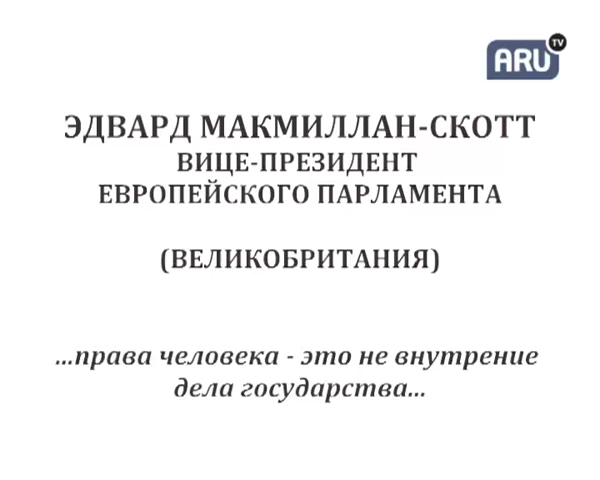 ARU TV
ЭДВАРД МАКМИЛЛАН-СКОТТ
ВИЦЕ-ПРЕЗИДЕНТ
ЕВРОПЕЙСКОГО ПАРЛАМЕНТА
(ВЕЛИКОБРИТАНИЯ)
...права человека - это не внутрение
дела государства...